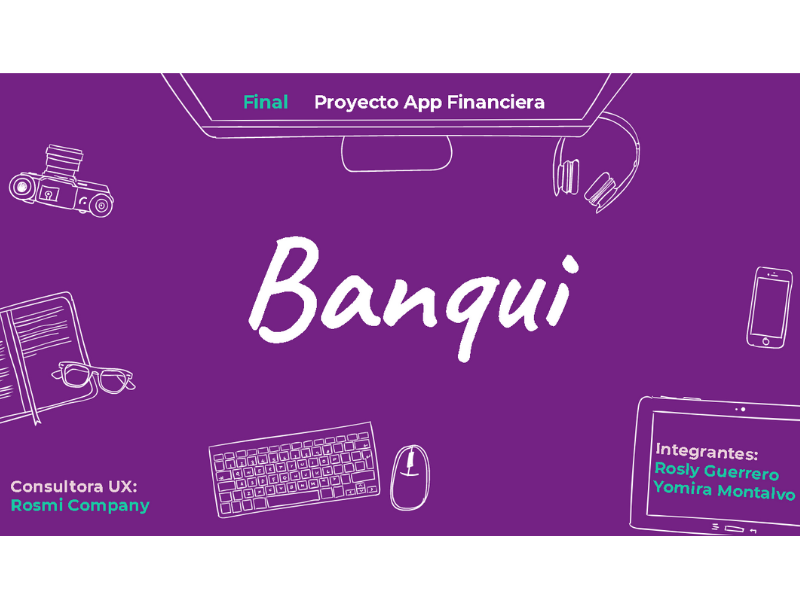 Final Proyecto App Financiera
Banqui
Integrantes:
Rosly Guerrero
Yomira Montalvo
Consultora UX:
Rosmi Company